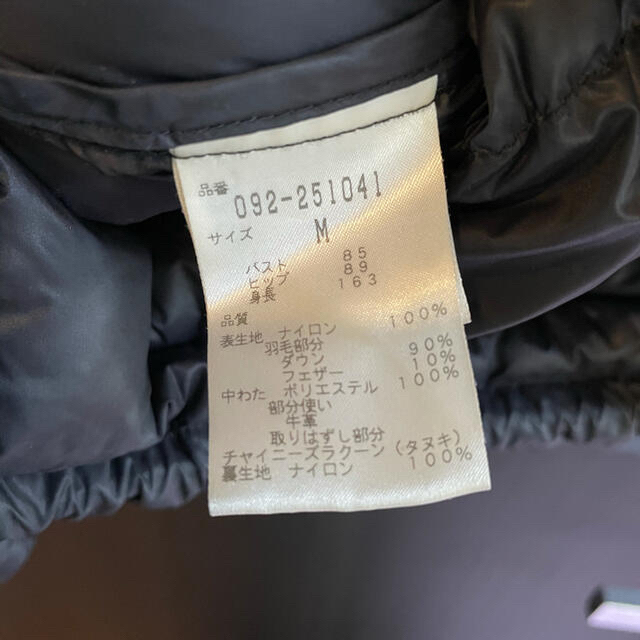 品番 092-251041
サイズ M
バスト 85
ヒップ 89
身長 163
品質
表生地 ナイロン 100%
羽毛部分
ダウン 90%
フェザー 10%
中わた ポリエステル 100%
部分使い
牛革
取りはずし部分
チャイニーズラクーン(タヌキ)
裏生地 ナイロン 100%